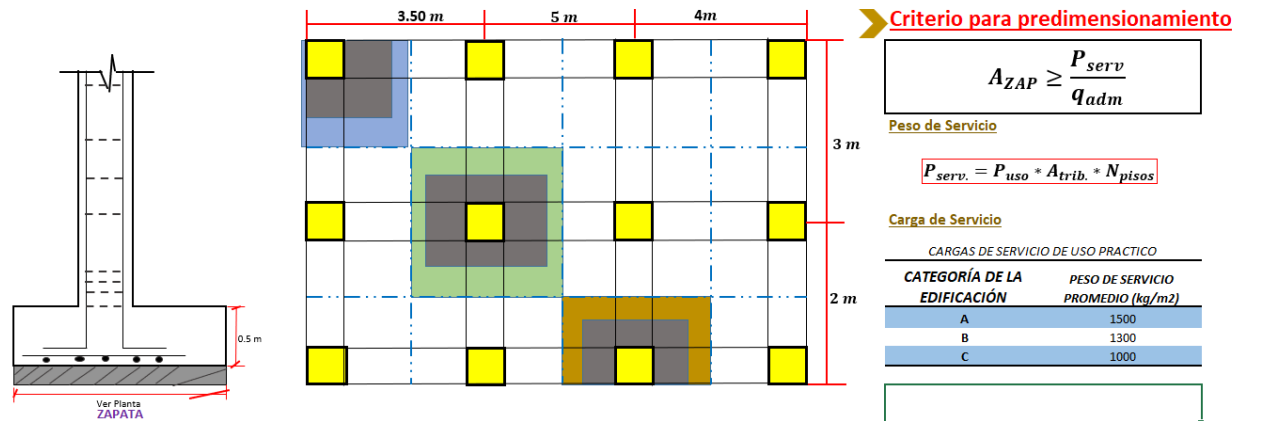 0.5 m
Ver Planta
ZAPATA
3.50 m
5 m
4m
3 m
2 m
Criterio para predimensionamiento
A_ZAP ≥ P_serv / q_adm
Peso de Servicio
P_serv. = P_uso * A_trib. * N_pisos
Carga de Servicio
CARGAS DE SERVICIO DE USO PRACTICO
CATEGORÍA DE LA EDIFICACIÓN PESO DE SERVICIO PROMEDIO (kg/m2)
A 1500
B 1300
C 1000